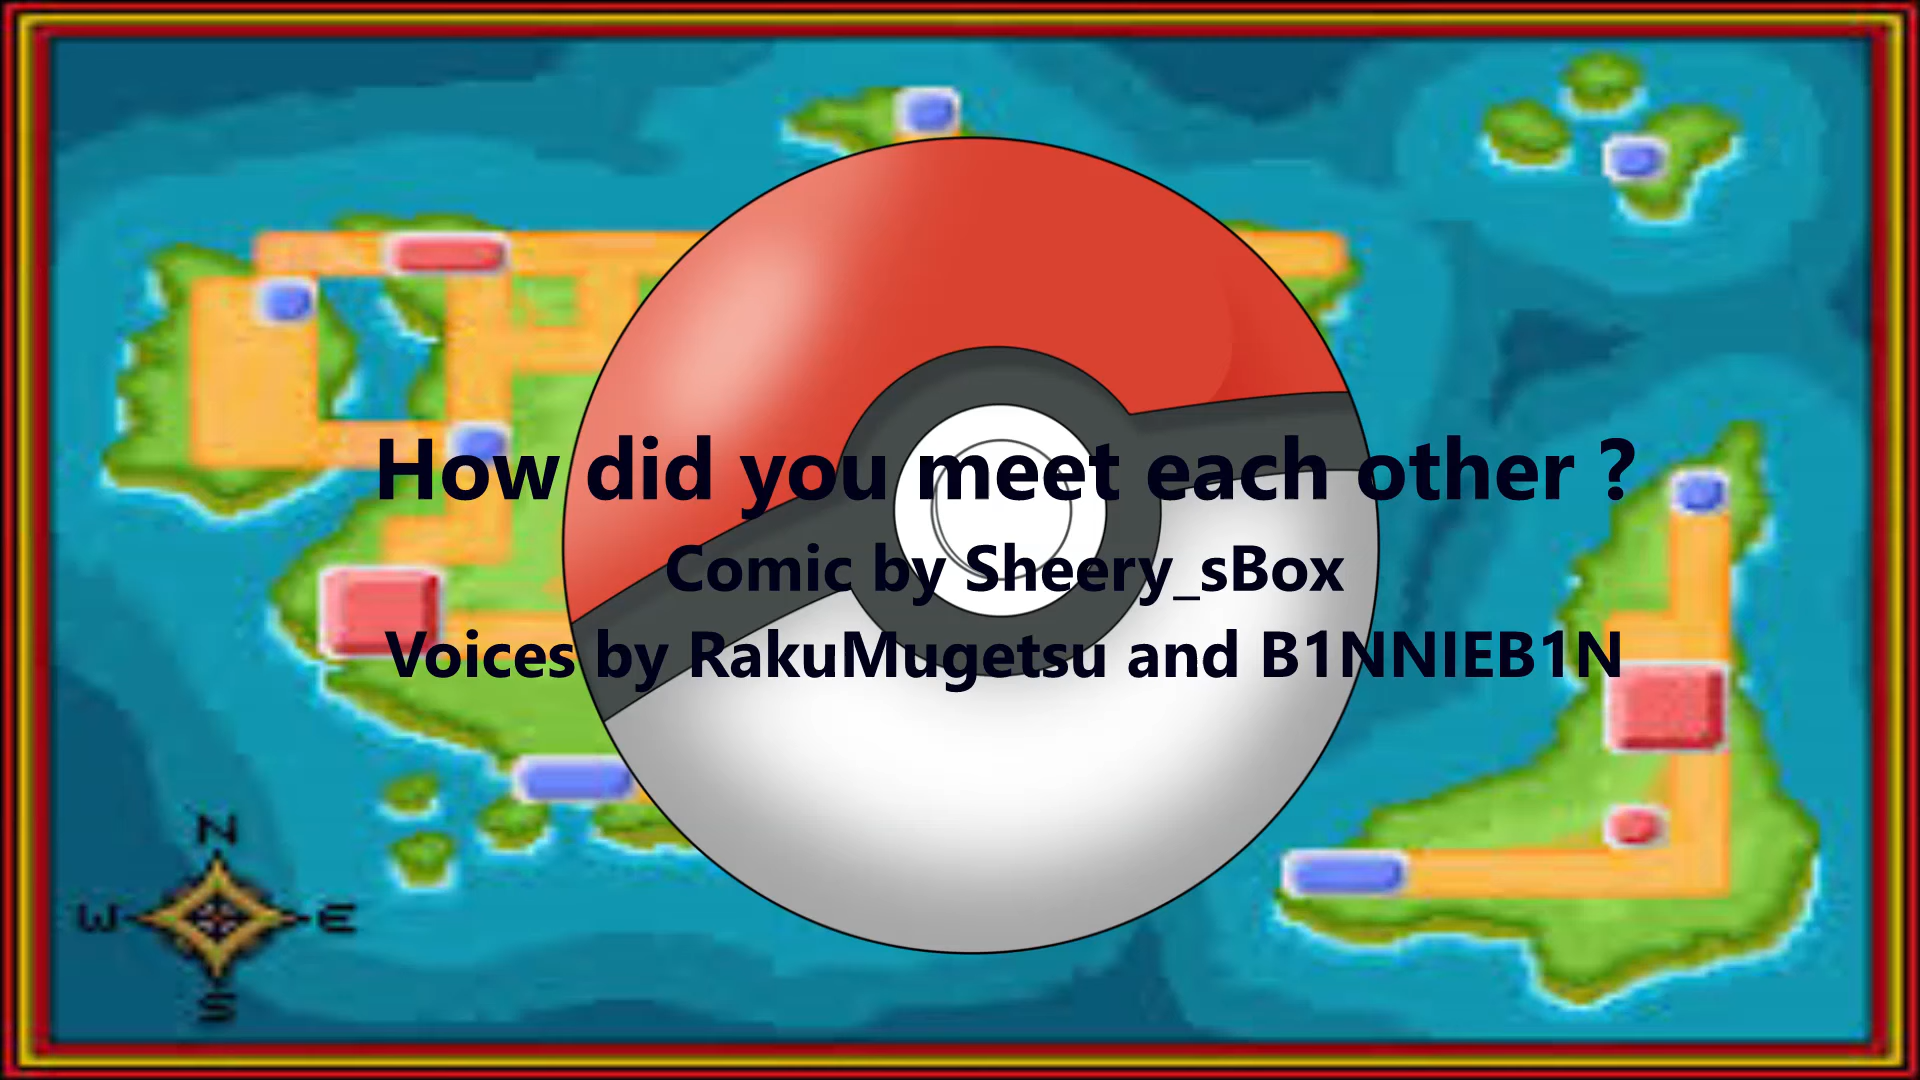 How did you meet each other ?
Comic by Sheery_sBox
Voices by RakuMugetsu and B1NNIEB1N
N
W E
S